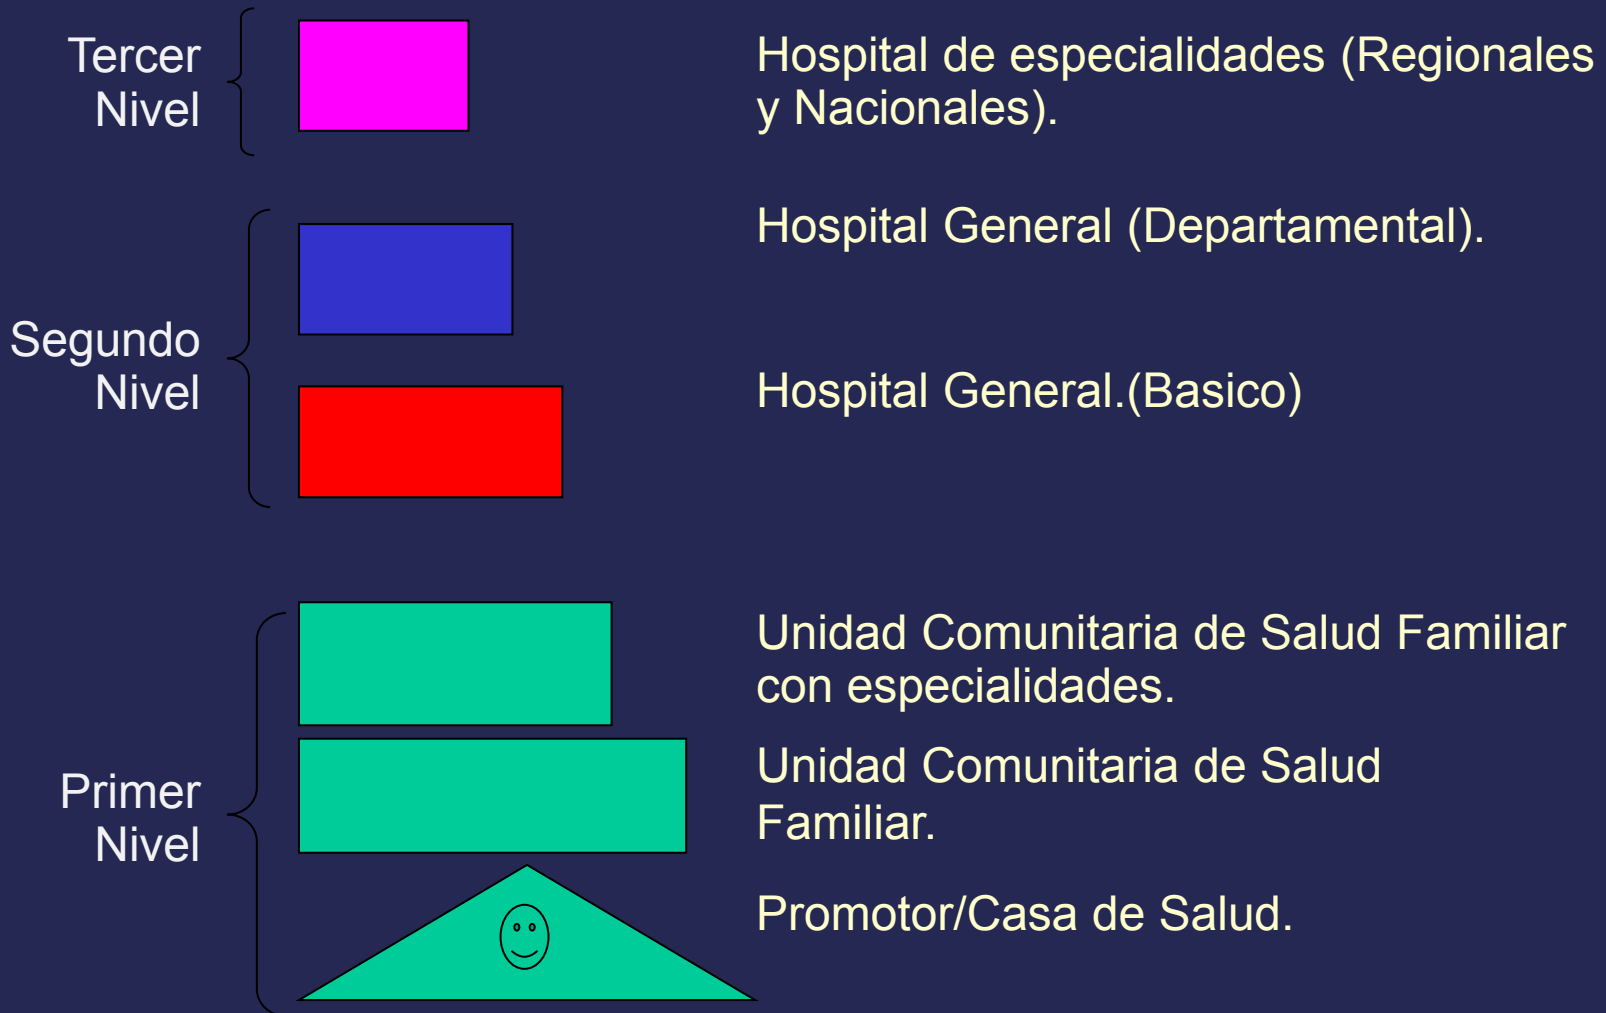 Tercer
Nivel
Hospital de especialidades (Regionales
y Nacionales).
Segundo
Nivel
Hospital General (Departamental).
Hospital General.(Basico)
Primer
Nivel
Unidad Comunitaria de Salud Familiar
con especialidades.
Unidad Comunitaria de Salud
Familiar.
Promotor/Casa de Salud.